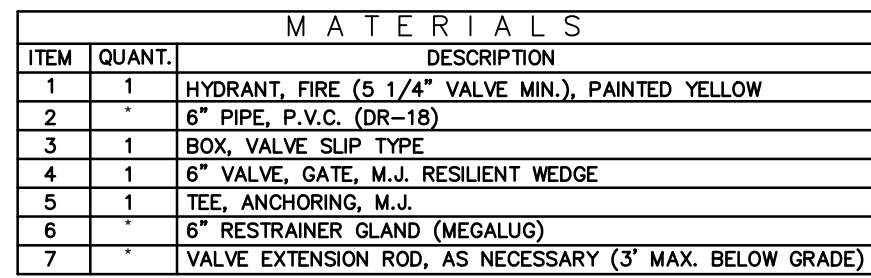 MATERIALS
ITEM QUANT. DESCRIPTION
1 1 HYDRANT, FIRE (5 1/4" VALVE MIN.), PAINTED YELLOW
2 * 6" PIPE, P.V.C. (DR-18)
3 1 BOX, VALVE SLIP TYPE
4 1 6" VALVE, GATE, M.J. RESILIENT WEDGE
5 1 TEE, ANCHORING, M.J.
6 * 6" RESTRAINER GLAND (MEGALUG)
7 * VALVE EXTENSION ROD, AS NECESSARY (3' MAX. BELOW GRADE)